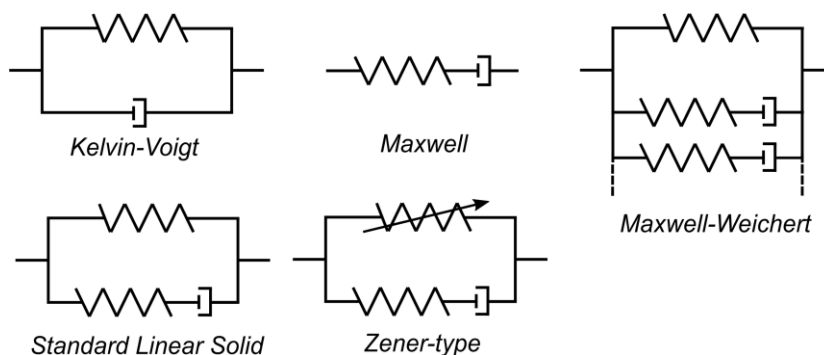 Kelvin-Voigt
Maxwell
Maxwell-Weichert
Standard Linear Solid
Zener-type